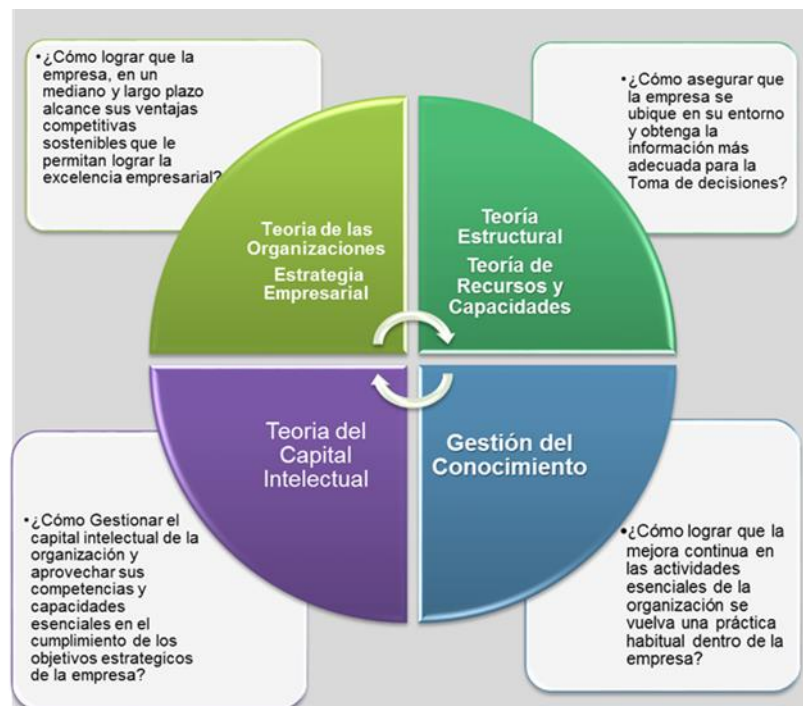 •¿Cómo lograr que la
empresa, en un
mediano y largo plazo
alcance sus ventajas
competitivas
sostenibles que le
permitan lograr la
excelencia empresarial?
•¿Cómo asegurar que
la empresa se
ubique en su entorno
y obtenga la
información más
adecuada para la
Toma de decisiones?
Teoria de las
Organizaciones
Estrategia
Empresarial
Teoría
Estructural
Teoría de
Recursos y
Capacidades
Teoria del
Capital
Intelectual
Gestión del
Conocimiento
•¿Cómo Gestionar el
capital intelectual de la
organización y
aprovechar sus
competencias y
capacidades
esenciales en el
cumplimiento de los
objetivos estrategicos
de la empresa?
•¿Cómo lograr que la
mejora continua en
las actividades
esenciales de la
organización se
vuelva una práctica
habitual dentro de la
empresa?